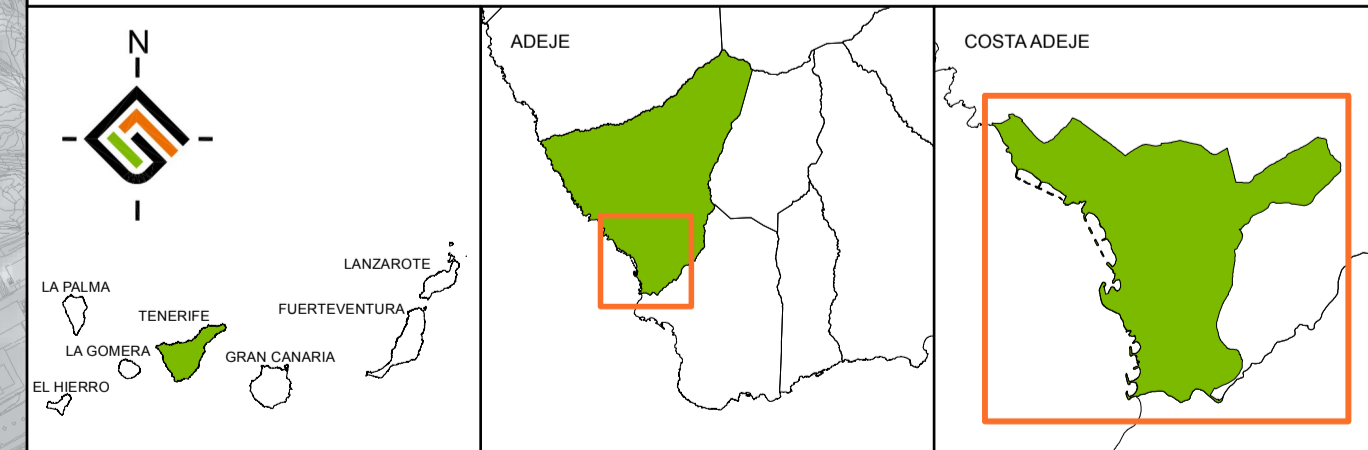 N
LANZAROTE
LA PALMA
FUERTEVENTURA
TENERIFE
LA GOMERA
GRAN CANARIA
EL HIERRO
ADEJE
COSTA ADEJE